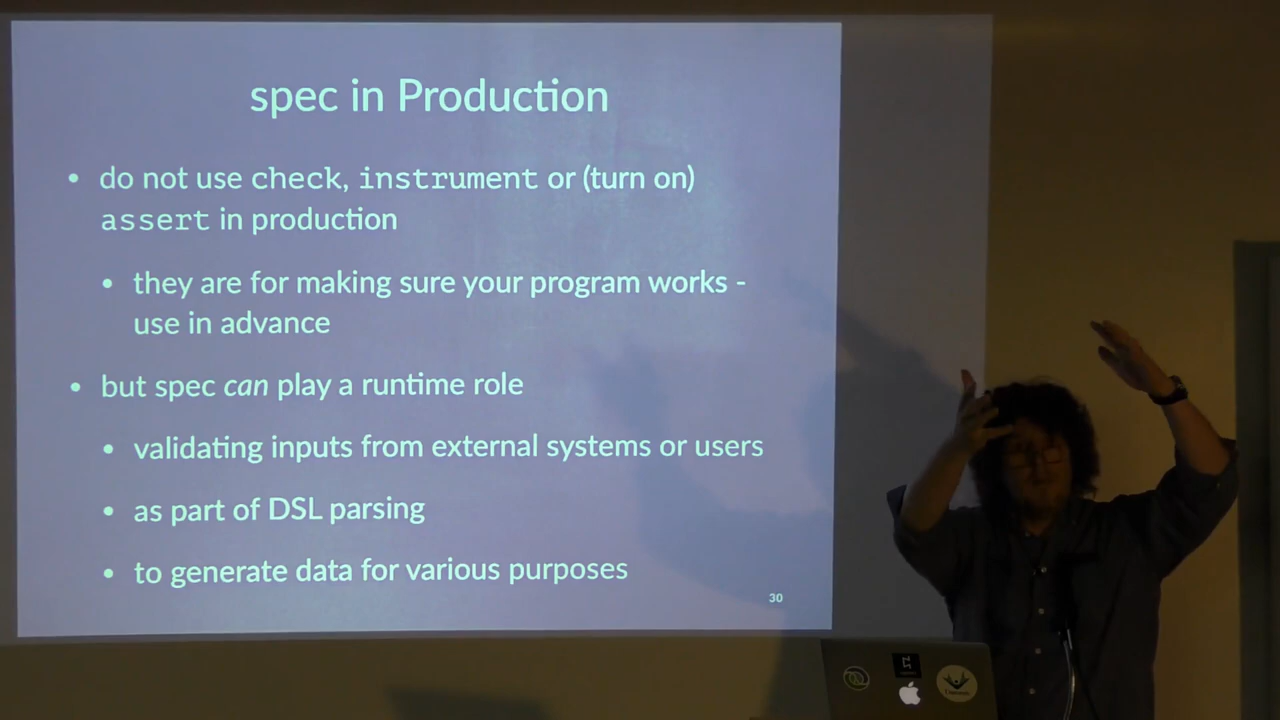 spec in Production
• do not use check, instrument or (turn on)
assert in production
• they are for making sure your program works -
use in advance
• but spec can play a runtime role
• validating inputs from external systems or users
• as part of DSL parsing
• to generate data for various purposes
30